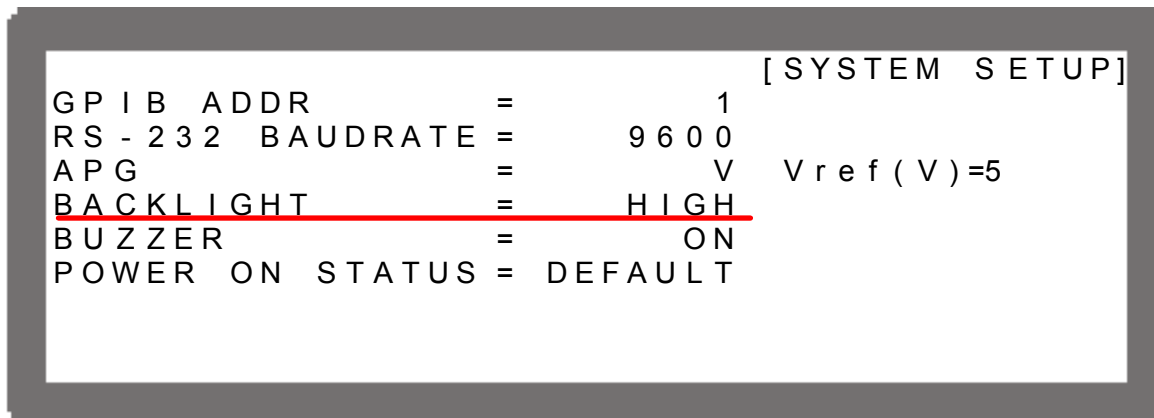 [SYSTEM SETUP]
GPIB ADDR = 1
RS-232 BAUDRATE = 9600
APG = V Vref(V)=5
BACKLIGHT = HIGH
BUZZER = ON
POWER ON STATUS = DEFAULT